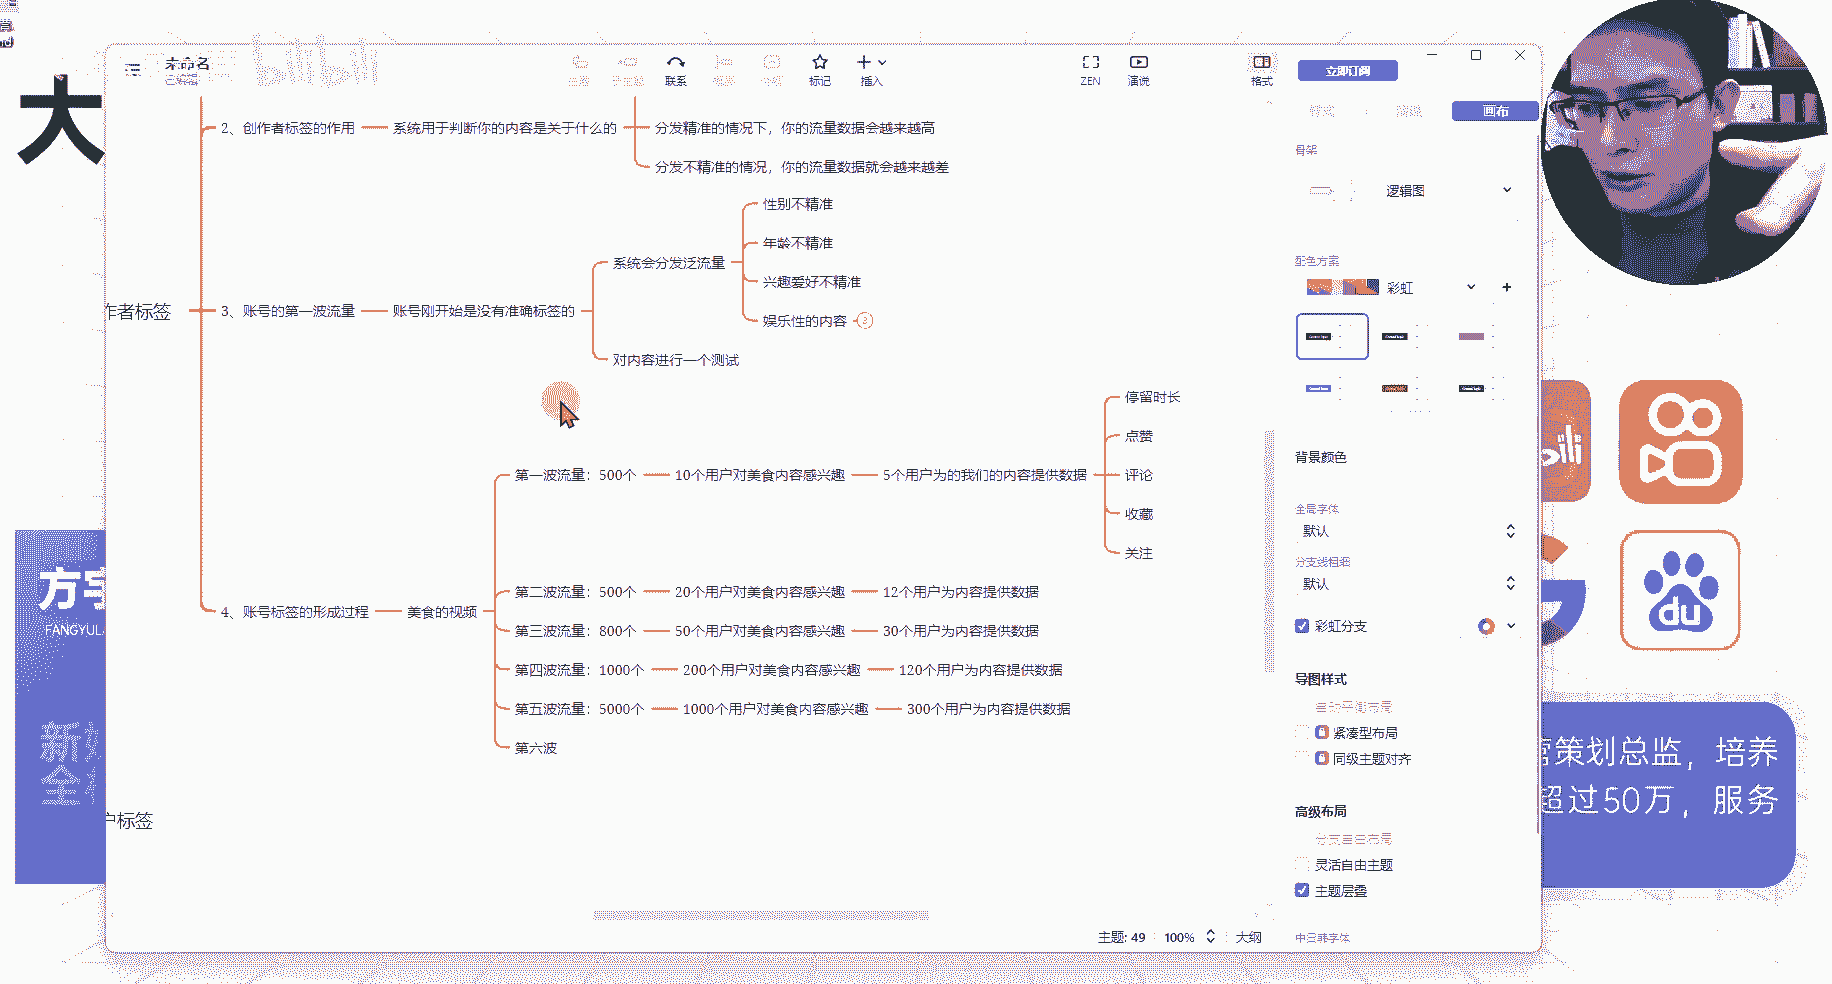 大
bilibili
未命名
已编辑
联系
标记
插入
ZEN
演说
格式
立即订阅
画布
2、创作者标签的作用
系统用于判断你的内容是关于什么的
分发精准的情况下，你的流量数据会越来越高
分发不精准的情况，你的流量数据就会越来越差
性别不精准
年龄不精准
系统会分发泛流量
兴趣爱好不精准
作者标签
3、账号的第一波流量
账号刚开始是没有准确标签的
娱乐性的内容
对内容进行一个测试
停留时长
点赞
第一波流量：500个
10个用户对美食内容感兴趣
5个用户为的我们的内容提供数据
评论
收藏
关注
第二波流量：500个
20个用户对美食内容感兴趣
12个用户为内容提供数据
4、账号标签的形成过程
美食的视频
第三波流量：800个
50个用户对美食内容感兴趣
30个用户为内容提供数据
第四波流量：1000个
200个用户对美食内容感兴趣
120个用户为内容提供数据
第五波流量：5000个
1000个用户对美食内容感兴趣
300个用户为内容提供数据
第六波
户标签
骨架
逻辑图
配色方案
彩虹
背景颜色
全局字体
默认
分支线粗细
默认
彩虹分支
导图样式
自动平衡布局
紧凑型布局
同级主题对齐
高级布局
分支自由布局
灵活自由主题
主题层叠
中日韩字体
主题: 49
100%
大纲
方宇
FANGYUL
新
全
du
营策划总监，培养
超过50万，服务